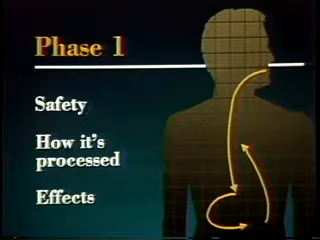 Phase 1
Safety
How it's
processed
Effects